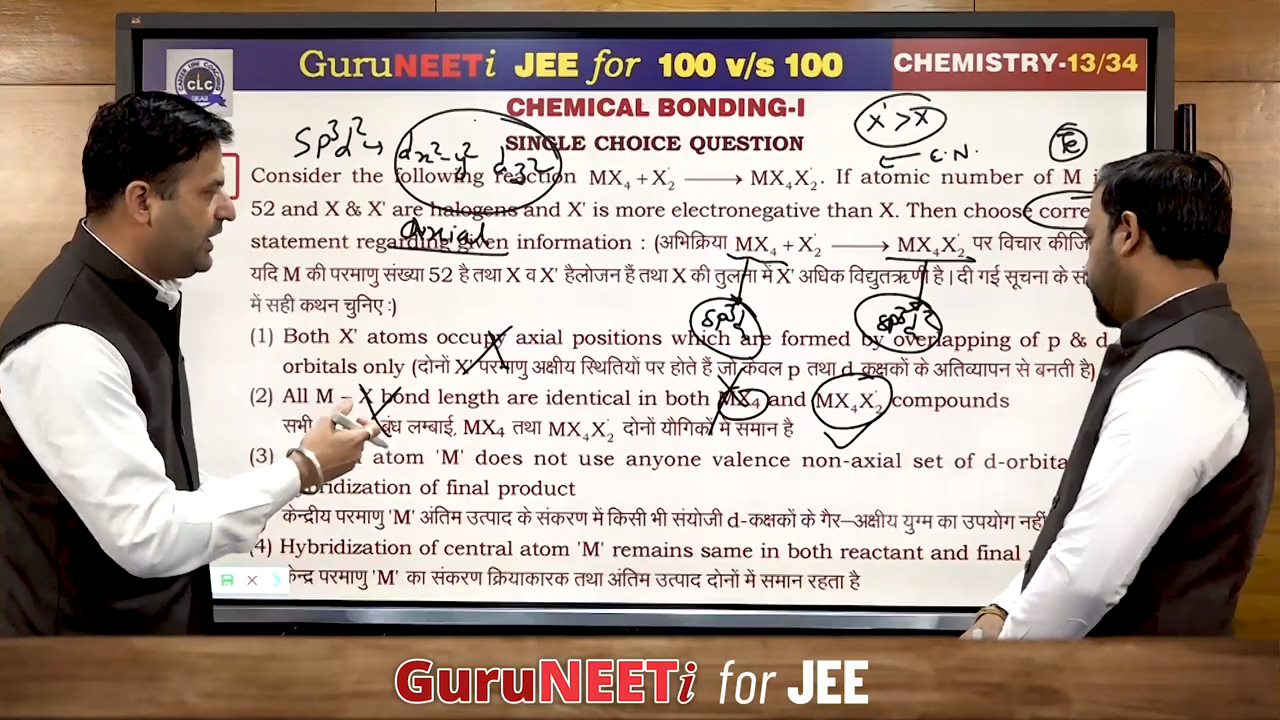 GuruNEETi JEE for 100 v/s 100
CHEMISTRY-13/34
CLC
SIKAR
CHEMICAL BONDING-I
SINGLE CHOICE QUESTION
sp³d² → dx²-y² dz²
Axial
X' > X
← E.N.
Te
Consider the following reaction MX₄ + X'₂ ⟶ MX₄X'₂. If atomic number of M
52 and X & X' are halogens and X' is more electronegative than X. Then choose corre
statement regarding given information : (अभिक्रिया MX₄ + X'₂ ⟶ MX₄X'₂ पर विचार कीजि
यदि M की परमाणु संख्या 52 है तथा X व X' हैलोजन हैं तथा X की तुलना में X' अधिक विद्युतऋणी है। दी गई सूचना के सं
में सही कथन चुनिए :)
sp³d
sp³d²
(1) Both X' atoms occupy axial positions which are formed by overlapping of p & d
orbitals only (दोनों X' परमाणु अक्षीय स्थितियों पर होते हैं जो केवल p तथा d कक्षकों के अतिव्यापन से बनती है)
(2) All M – X bond length are identical in both MX₄ and MX₄X'₂ compounds
सभी बंध लम्बाई, MX₄ तथा MX₄X'₂ दोनों यौगिकों में समान है
(3) atom 'M' does not use anyone valence non-axial set of d-orbita
hybridization of final product
केन्द्रीय परमाणु 'M' अंतिम उत्पाद के संकरण में किसी भी संयोजी d-कक्षकों के गैर–अक्षीय युग्म का उपयोग नहीं
(4) Hybridization of central atom 'M' remains same in both reactant and final
केन्द्र परमाणु 'M' का संकरण क्रियाकारक तथा अंतिम उत्पाद दोनों में समान रहता है
GuruNEETi for JEE